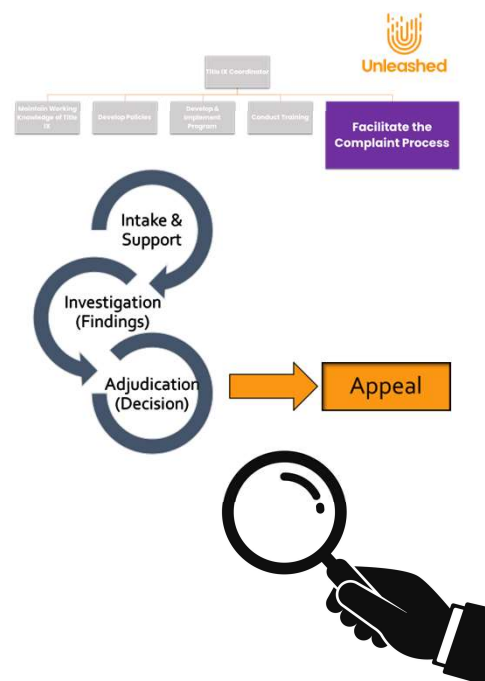 Unleashed
Title IX Coordinator
Maintain Working
Knowledge of Title
IX
Develop Policies
Develop &
Implement
Program
Conduct Training
Facilitate the
Complaint Process
Intake &
Support
Investigation
(Findings)
Adjudication
(Decision)
Appeal